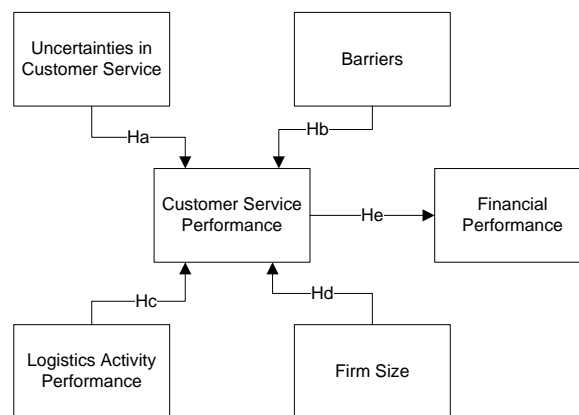 Uncertainties in
Customer Service
Barriers
Ha
Hb
Customer Service
Performance
He
Financial
Performance
Hc
Hd
Logistics Activity
Performance
Firm Size